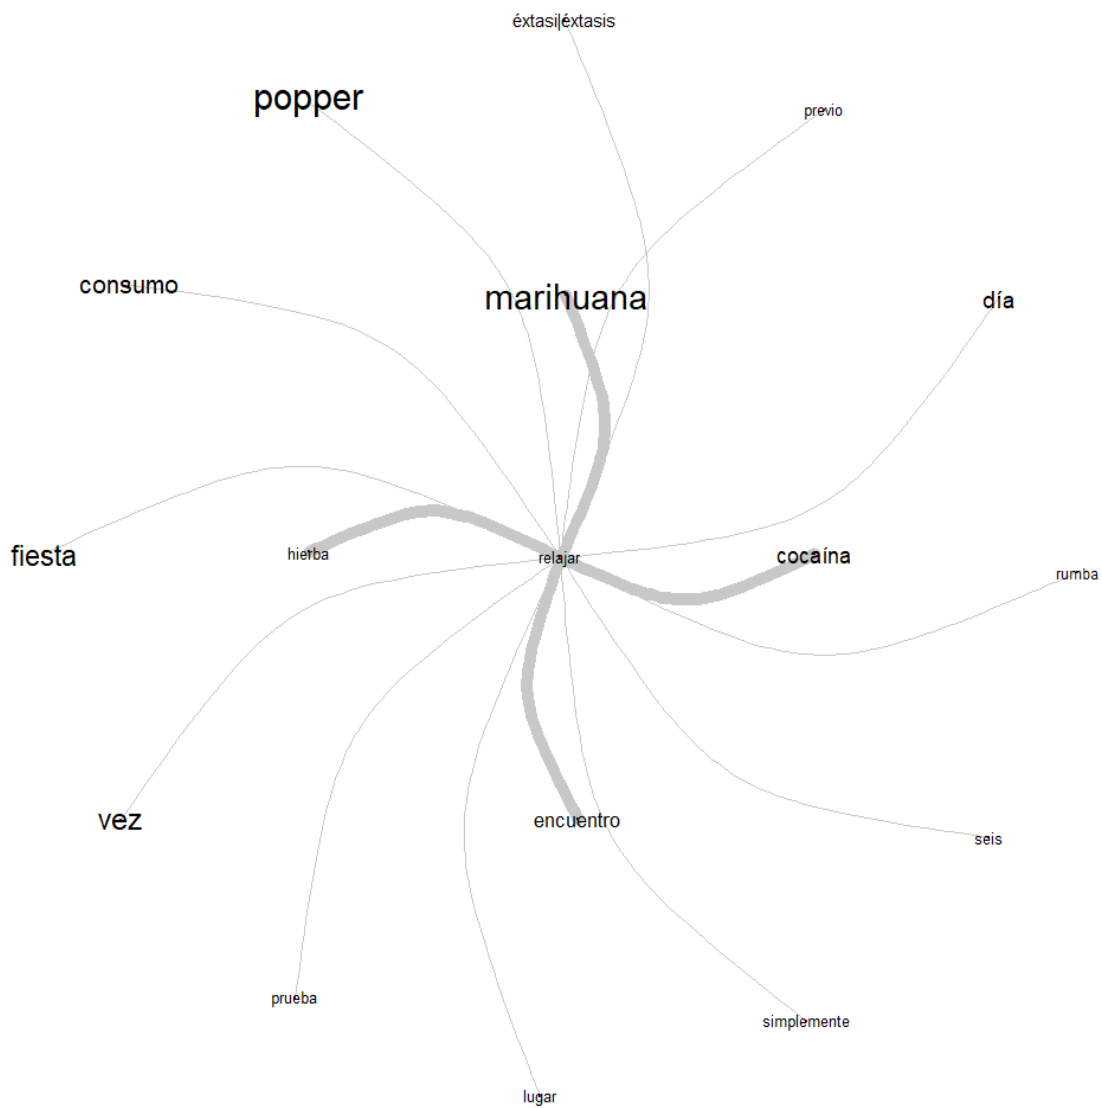 éxtasi|éxtasis
popper
previo
consumo
marihuana
día
fiesta
hierba
relajar
cocaína
rumba
vez
encuentro
seis
prueba
simplemente
lugar